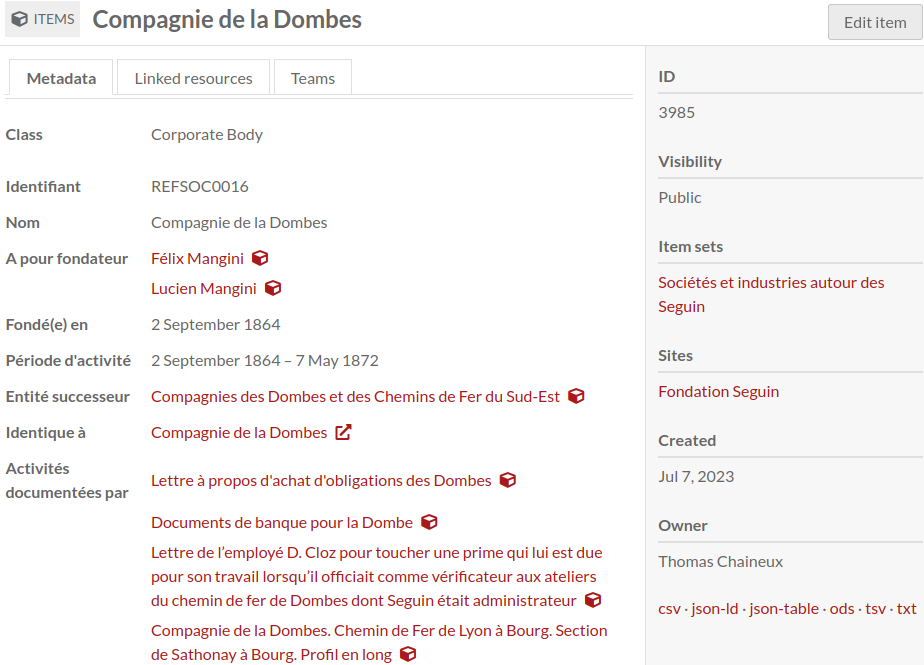 ITEMS Compagnie de la Dombes
Edit item
Metadata Linked resources Teams
Class Corporate Body
Identifiant REFSOC0016
Nom Compagnie de la Dombes
A pour fondateur Félix Mangini
Lucien Mangini
Fondé(e) en 2 September 1864
Période d'activité 2 September 1864 – 7 May 1872
Entité successeur Compagnies des Dombes et des Chemins de Fer du Sud-Est
Identique à Compagnie de la Dombes
Activités
documentées par
Lettre à propos d'achat d'obligations des Dombes
Documents de banque pour la Dombe
Lettre de l’employé D. Cloz pour toucher une prime qui lui est due
pour son travail lorsqu’il officiait comme vérificateur aux ateliers
du chemin de fer de Dombes dont Seguin était administrateur
Compagnie de la Dombes. Chemin de Fer de Lyon à Bourg. Section
de Sathonay à Bourg. Profil en long
ID
3985
Visibility
Public
Item sets
Sociétés et industries autour des
Seguin
Sites
Fondation Seguin
Created
Jul 7, 2023
Owner
Thomas Chaineux
csv · json-ld · json-table · ods · tsv · txt